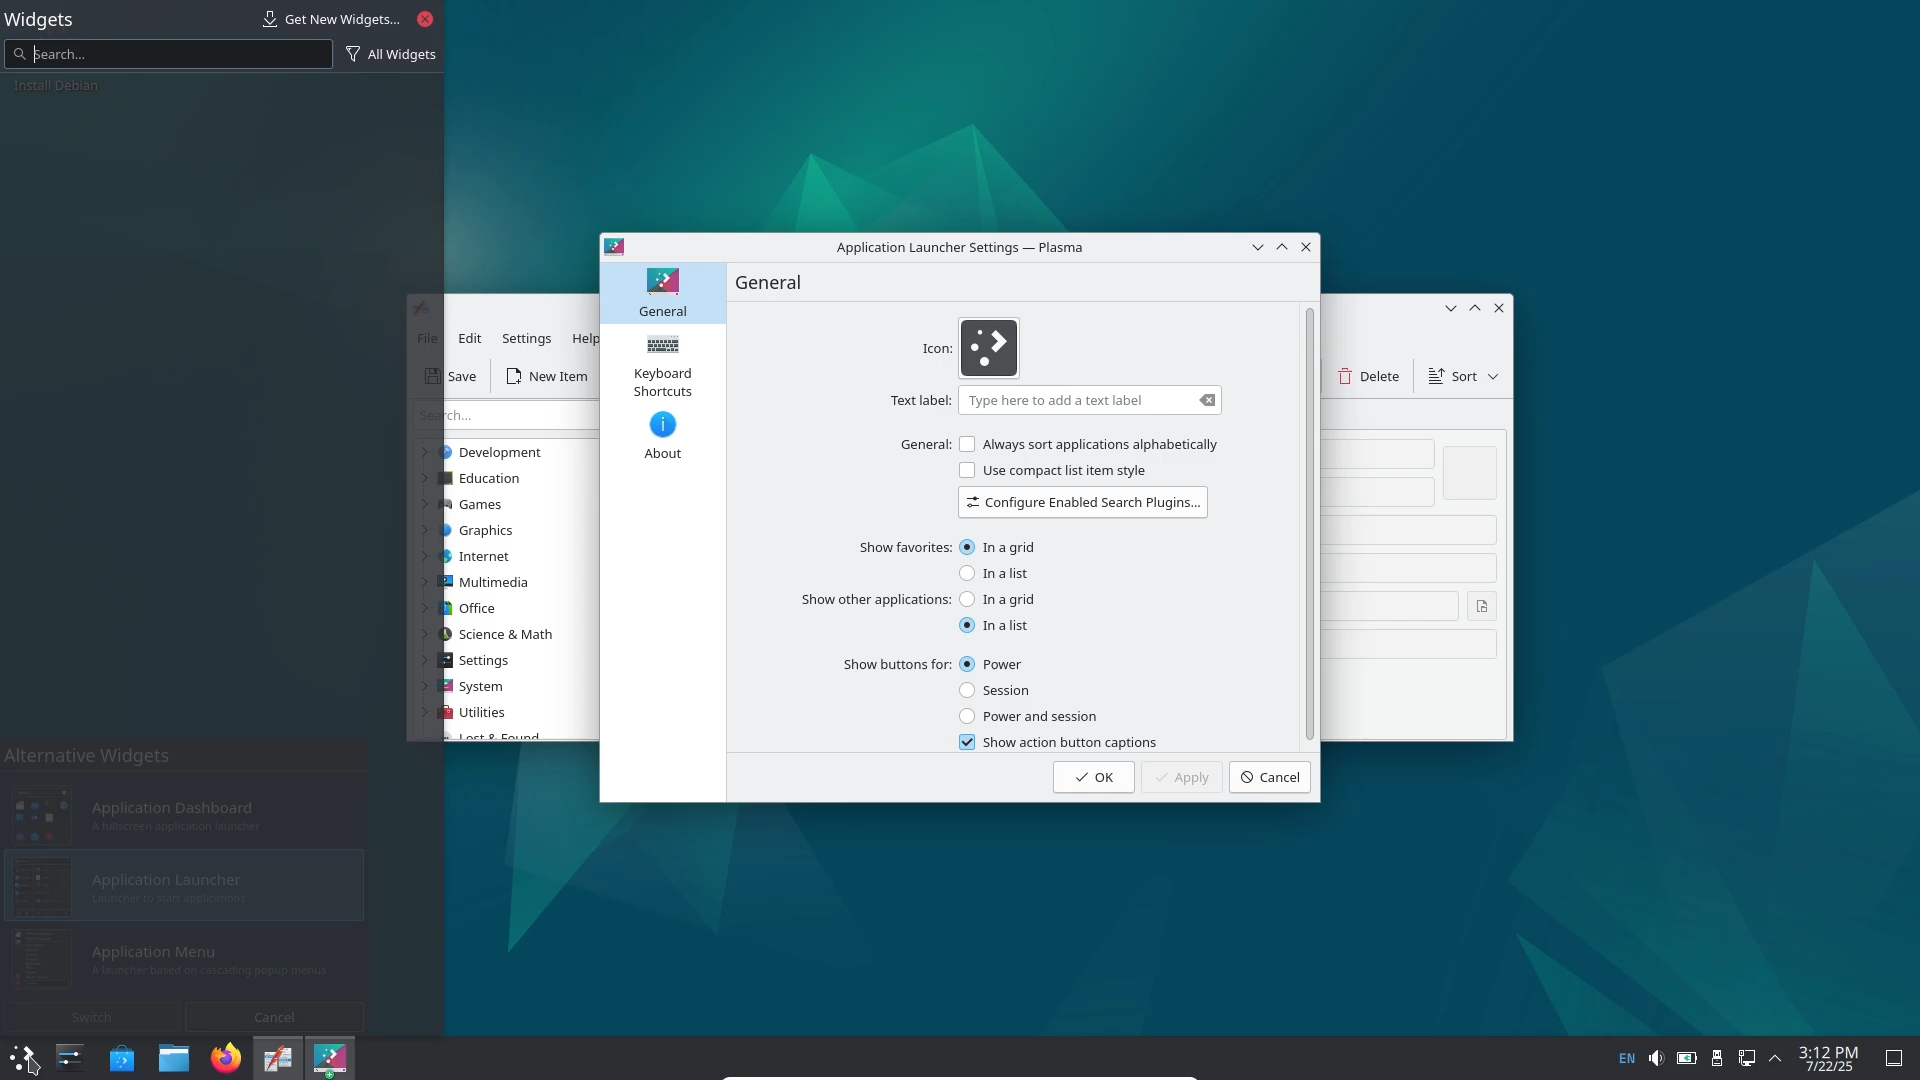 Widgets
Get New Widgets...
Search...
All Widgets
Install Debian
Application Launcher Settings — Plasma
General
General
Keyboard
Shortcuts
About
Icon:
Text label:
Type here to add a text label
General:
Always sort applications alphabetically
Use compact list item style
Configure Enabled Search Plugins...
Show favorites:
In a grid
In a list
Show other applications:
In a grid
In a list
Show buttons for:
Power
Session
Power and session
Show action button captions
OK
Apply
Cancel
File
Edit
Settings
Help
Save
New Item
Delete
Sort
Search...
Development
Education
Games
Graphics
Internet
Multimedia
Office
Science & Math
Settings
System
Utilities
Lost & Found
Alternative Widgets
Application Dashboard
A fullscreen application launcher
Application Launcher
Launcher to start applications
Application Menu
A launcher based on cascading popup menus
Switch
Cancel
EN
3:12 PM
7/22/25